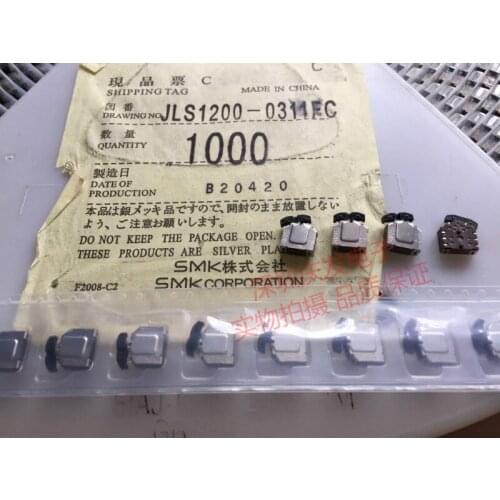 C
現品票 C
SHIPPING TAG
MADE IN CHINA
図番
DRAWING NO.
JLS1200-0311FC
数量
QUANTITY
1000
製造日
DATE OF
PRODUCTION
B20420
本品は銀メッキ品ですので、開封のまま放置しない
よう、ご注意お願いします。
DO NOT KEEP THE PACKAGE OPEN.
THESE PRODUCTS ARE SILVER PLA
SMK株式会社
F2008-C2
SMK CORPORATION
实物拍摄 品质保证